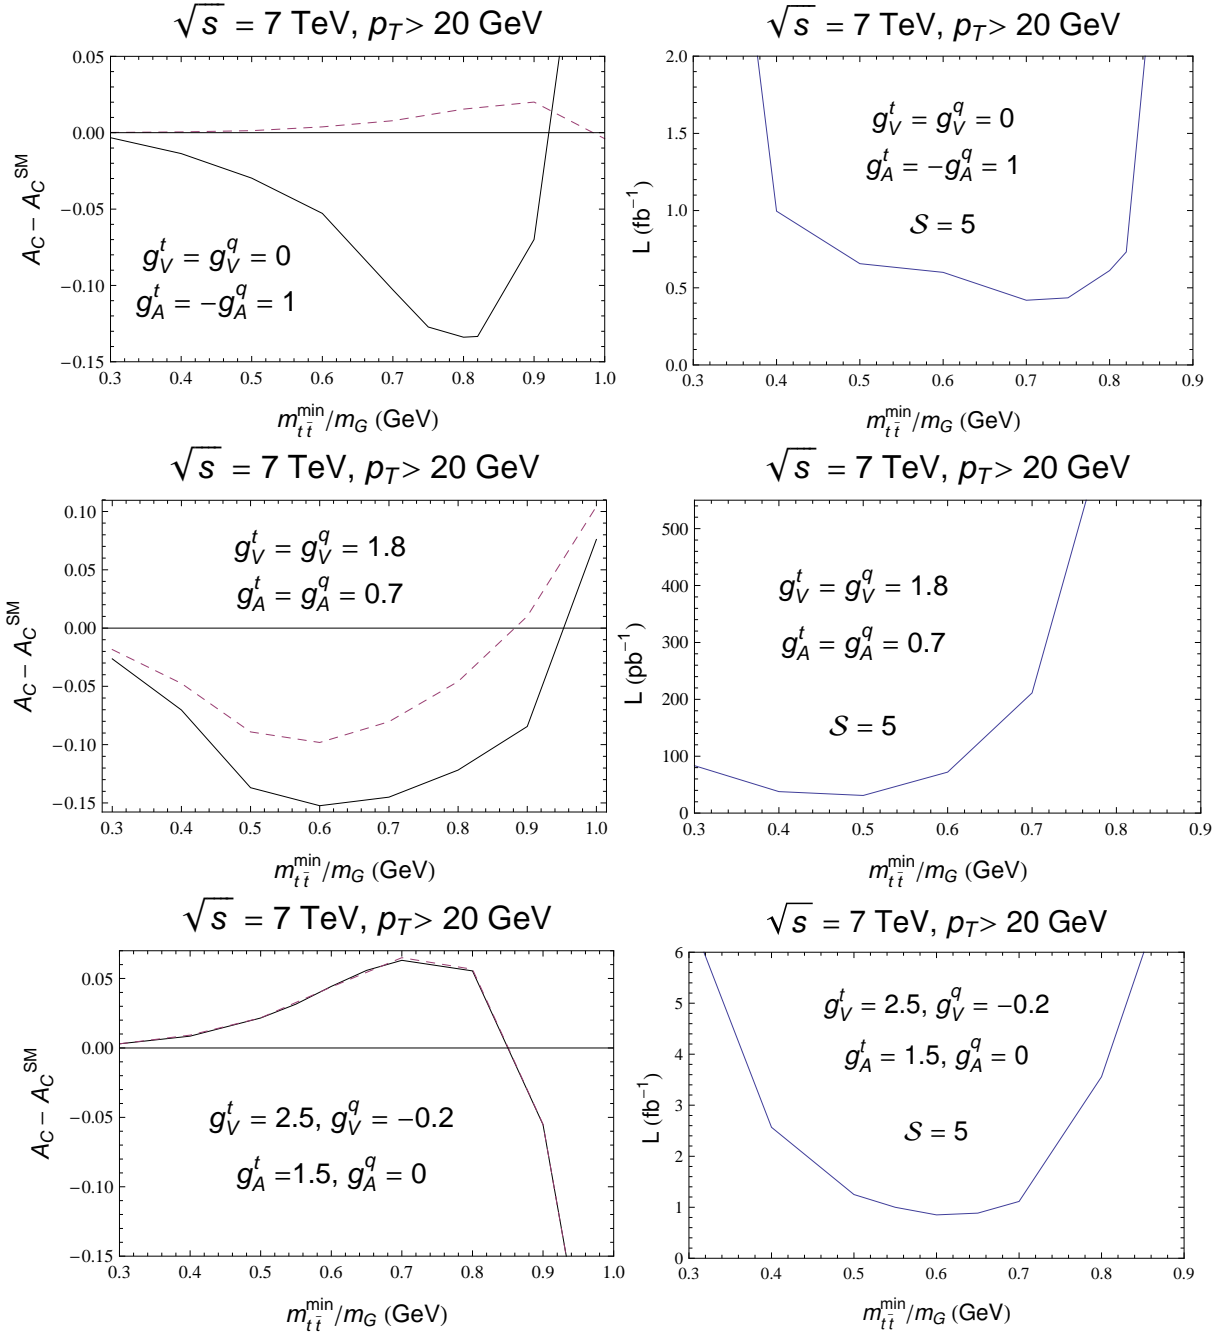 √s = 7 TeV, p_T > 20 GeV
A_C − A_C^SM
0.05
0.00
−0.05
−0.10
−0.15
g_V^t = g_V^q = 0
g_A^t = −g_A^q = 1
0.3 0.4 0.5 0.6 0.7 0.8 0.9 1.0
m_{t t̄}^min/m_G (GeV)
√s = 7 TeV, p_T > 20 GeV
L (fb⁻¹)
2.0
1.5
1.0
0.5
0.0
g_V^t = g_V^q = 0
g_A^t = −g_A^q = 1
𝒮 = 5
0.3 0.4 0.5 0.6 0.7 0.8 0.9
m_{t t̄}^min/m_G (GeV)
√s = 7 TeV, p_T > 20 GeV
A_C − A_C^SM
0.10
0.05
0.00
−0.05
−0.10
−0.15
g_V^t = g_V^q = 1.8
g_A^t = g_A^q = 0.7
0.3 0.4 0.5 0.6 0.7 0.8 0.9 1.0
m_{t t̄}^min/m_G (GeV)
√s = 7 TeV, p_T > 20 GeV
L (pb⁻¹)
500
400
300
200
100
0
g_V^t = g_V^q = 1.8
g_A^t = g_A^q = 0.7
𝒮 = 5
0.3 0.4 0.5 0.6 0.7 0.8 0.9
m_{t t̄}^min/m_G (GeV)
√s = 7 TeV, p_T > 20 GeV
A_C − A_C^SM
0.05
0.00
−0.05
−0.10
−0.15
g_V^t = 2.5, g_V^q = −0.2
g_A^t =1.5, g_A^q = 0
0.3 0.4 0.5 0.6 0.7 0.8 0.9 1.0
m_{t t̄}^min/m_G (GeV)
√s = 7 TeV, p_T > 20 GeV
L (fb⁻¹)
6
5
4
3
2
1
0
g_V^t = 2.5, g_V^q = −0.2
g_A^t = 1.5, g_A^q = 0
𝒮 = 5
0.3 0.4 0.5 0.6 0.7 0.8 0.9
m_{t t̄}^min/m_G (GeV)